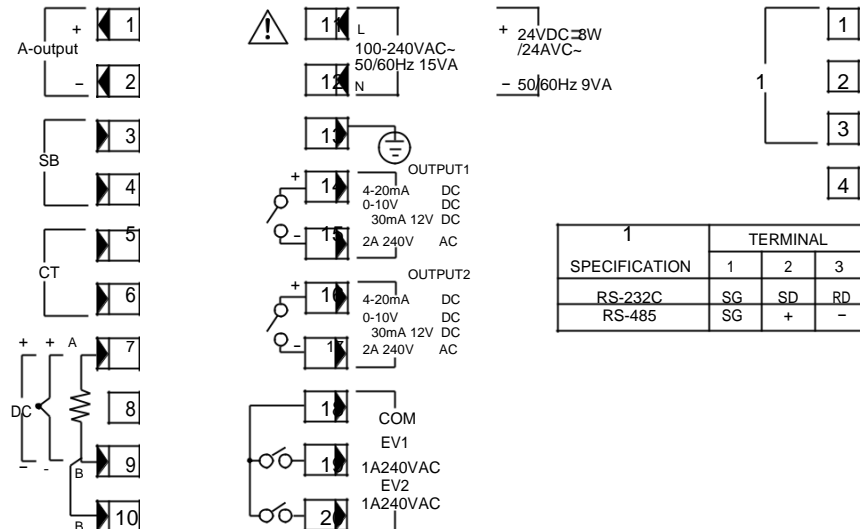 + 1
A-output
− 2
3
SB
4
5
CT
6
+ + A 7
DC 8
− - B 9
B 10
11 L
100-240VAC~
50/60Hz 15VA
12 N
13
OUTPUT1
+ 14 4-20mA DC
0-10V DC
30mA 12V DC
- 15 2A 240V AC
OUTPUT2
+ 16 4-20mA DC
0-10V DC
30mA 12V DC
- 17 2A 240V AC
18 COM
EV1
19 1A240VAC
EV2
1A240VAC
20
+ 24VDC 8W
/24AVC~
− 50/60Hz 9VA
1
1
2
3
4
1 TERMINAL
SPECIFICATION 1 2 3
RS-232C SG SD RD
RS-485 SG + −